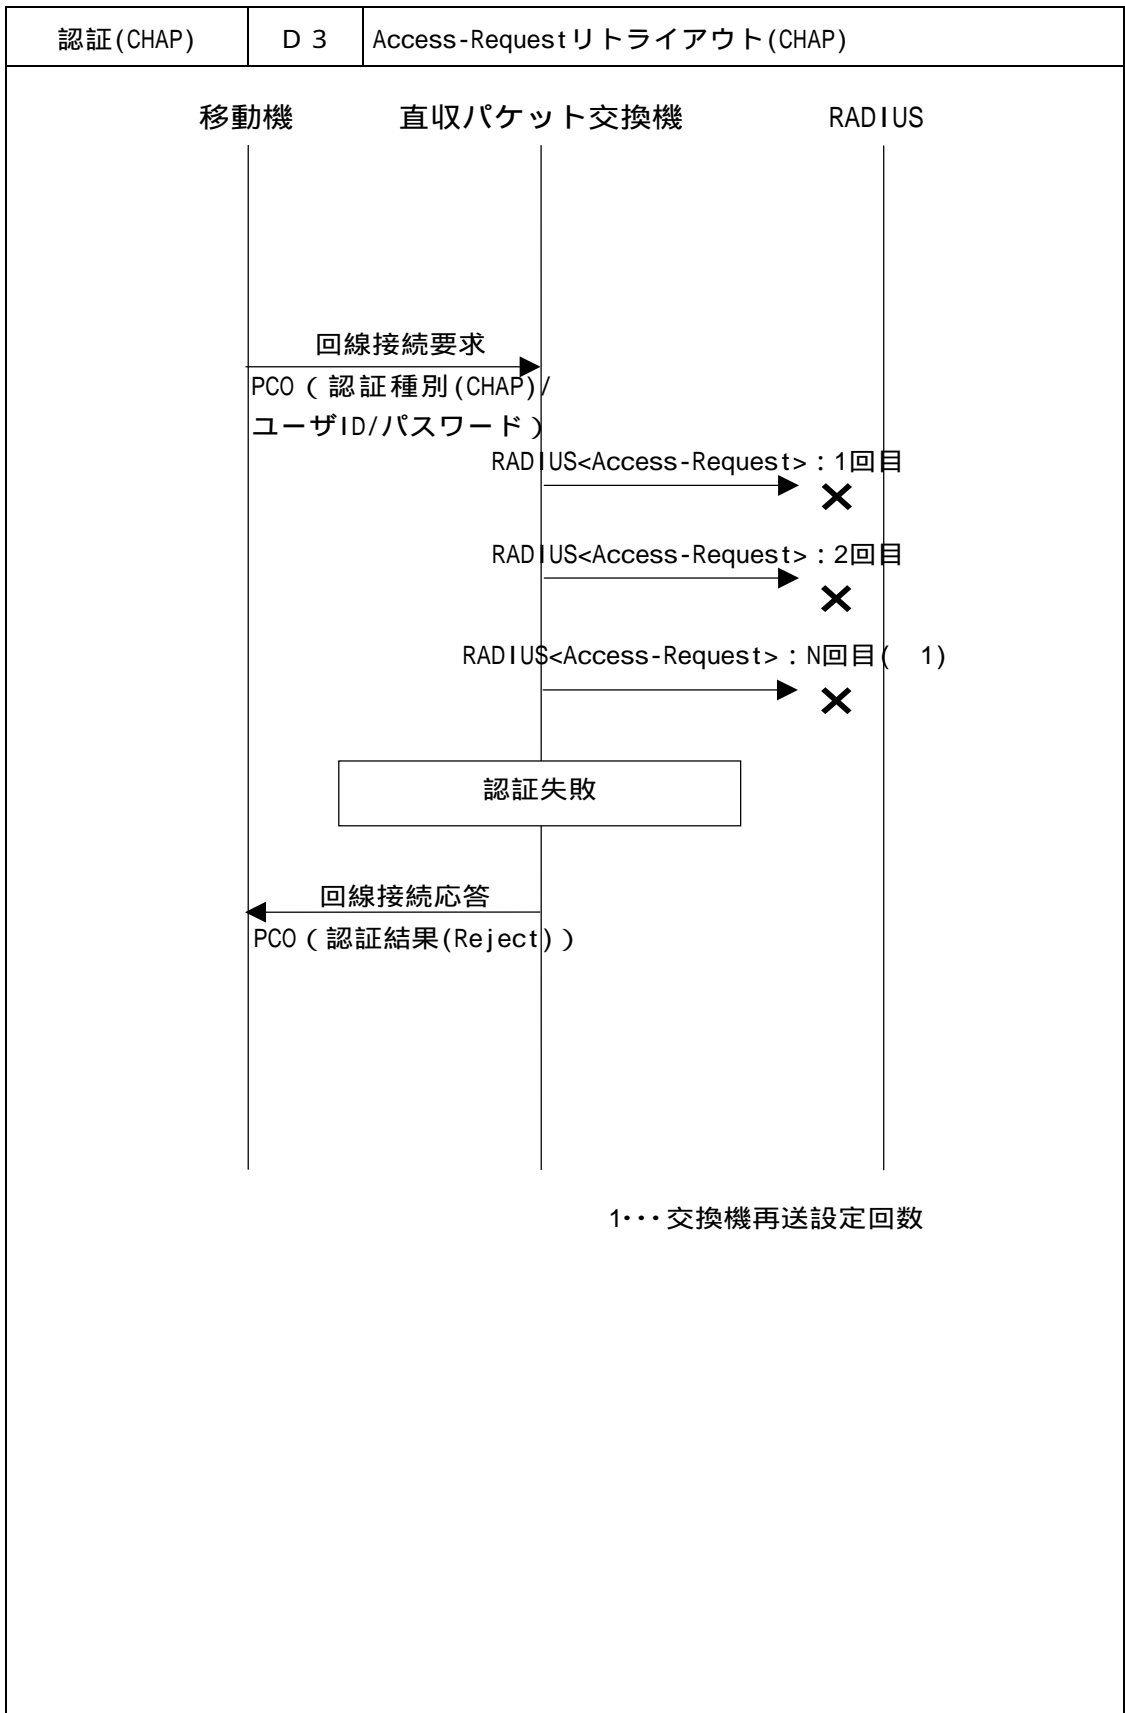 認証(CHAP) D3 Access-Requestリトライアウト(CHAP)
移動機 直収パケット交換機 RADIUS
回線接続要求
PCO(認証種別(CHAP)/
ユーザID/パスワード)
RADIUS<Access-Request>:1回目
RADIUS<Access-Request>:2回目
RADIUS<Access-Request>:N回目( 1)
認証失敗
回線接続応答
PCO(認証結果(Reject))
1・・・交換機再送設定回数